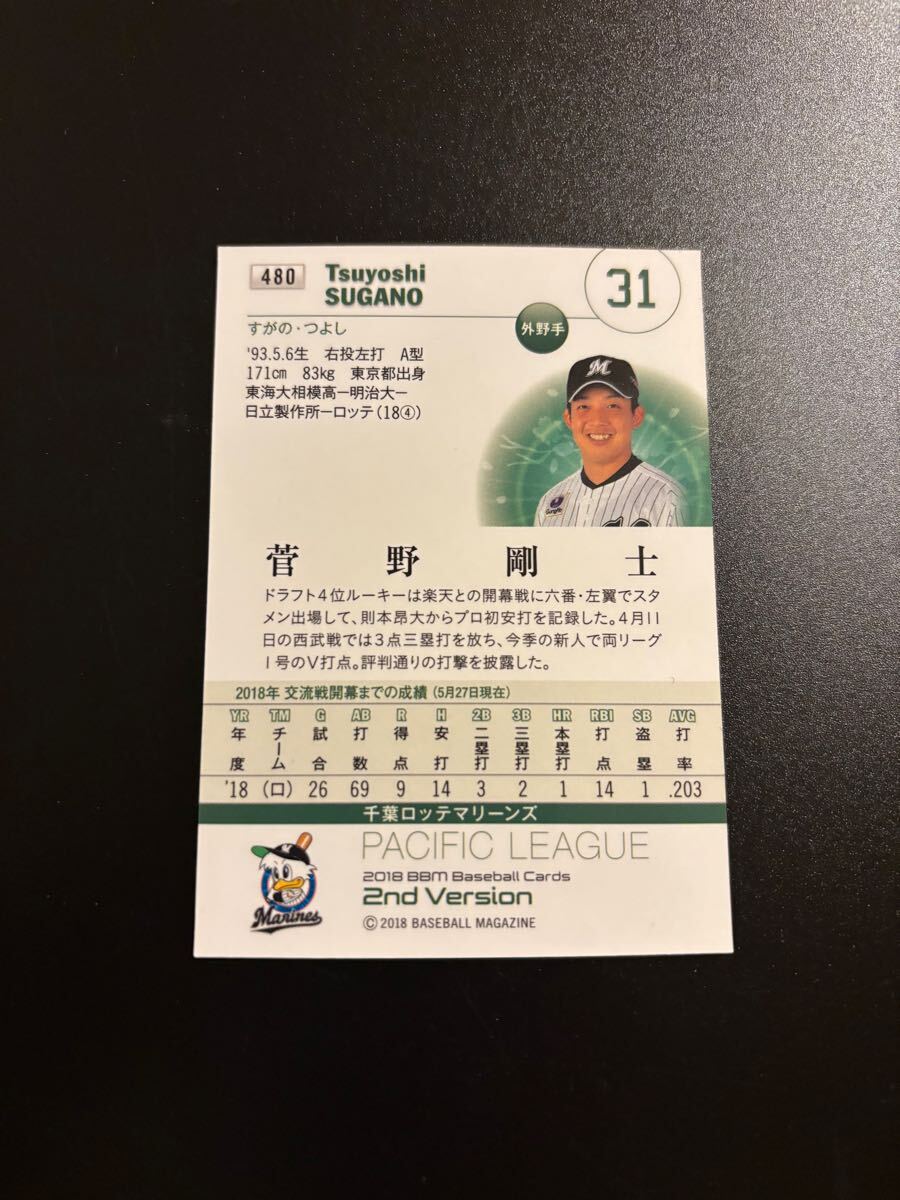 480
Tsuyoshi
SUGANO
31
すがの・つよし
外野手
'93.5.6生 右投左打 A型
171cm 83kg 東京都出身
東海大相模高ー明治大ー
日立製作所ーロッテ(18④)
M
菅野剛士
ドラフト4位ルーキーは楽天との開幕戦に六番・左翼でスタ
メン出場して、則本昂大からプロ初安打を記録した。4月11
日の西武戦では3点三塁打を放ち、今季の新人で両リーグ
1号のV打点。評判通りの打撃を披露した。
2018年 交流戦開幕までの成績(5月27日現在)
YR TM G AB R H 2B 3B HR RBI SB AVG
年度 チーム 試合 打数 得点 安打 二塁打 三塁打 本塁打 打点 盗塁 打率
'18 (ロ) 26 69 9 14 3 2 1 14 1 .203
千葉ロッテマリーンズ
PACIFIC LEAGUE
2018 BBM Baseball Cards
2nd Version
Marines
©2018 BASEBALL MAGAZINE